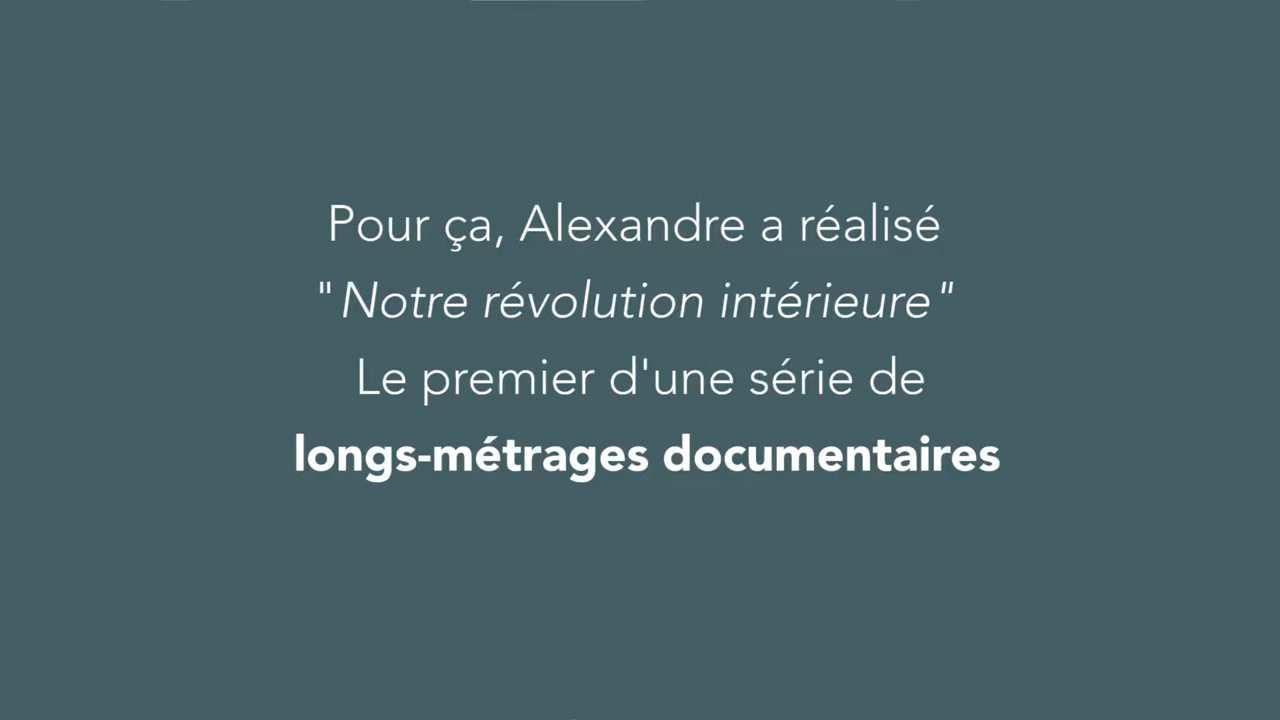 Pour ça, Alexandre a réalisé
"Notre révolution intérieure"
Le premier d'une série de
longs-métrages documentaires